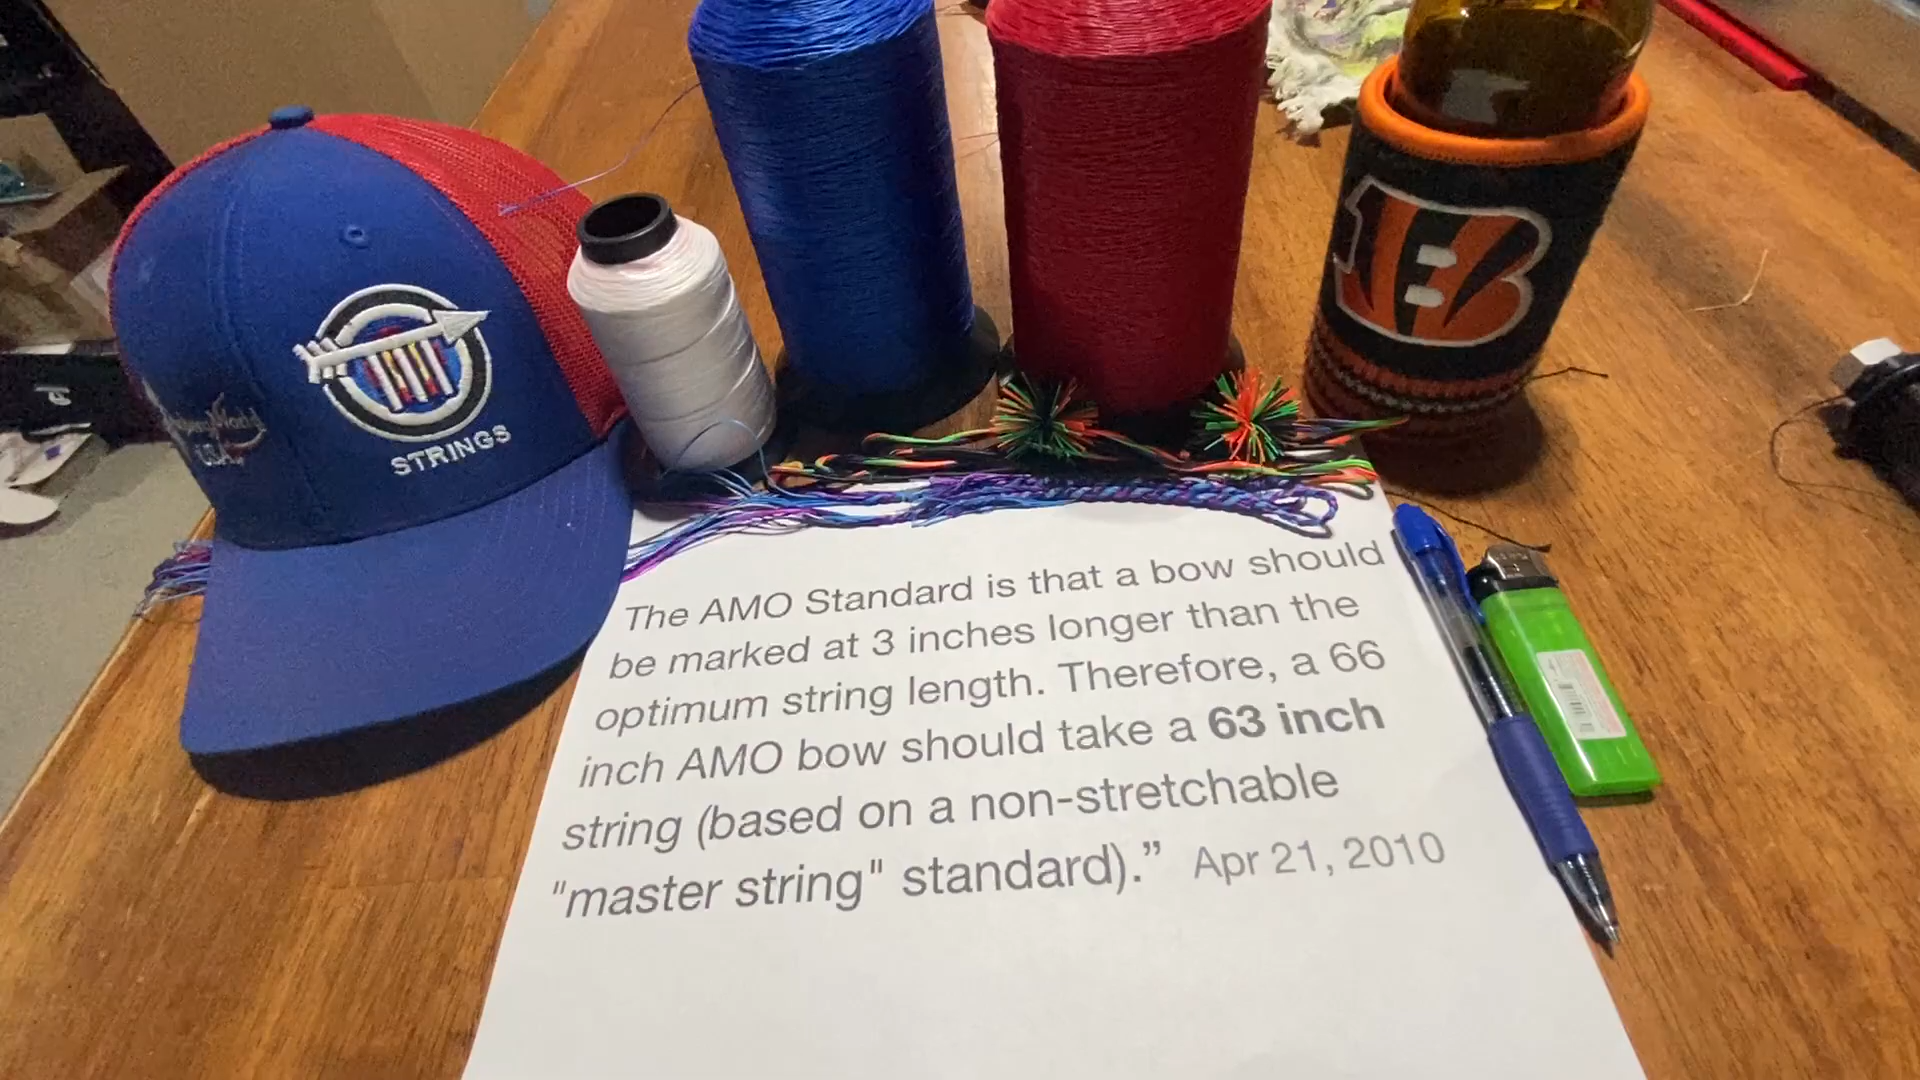 STRINGS
B
The AMO Standard is that a bow should
be marked at 3 inches longer than the
optimum string length. Therefore, a 66
inch AMO bow should take a 63 inch
string (based on a non-stretchable
"master string" standard).” Apr 21, 2010